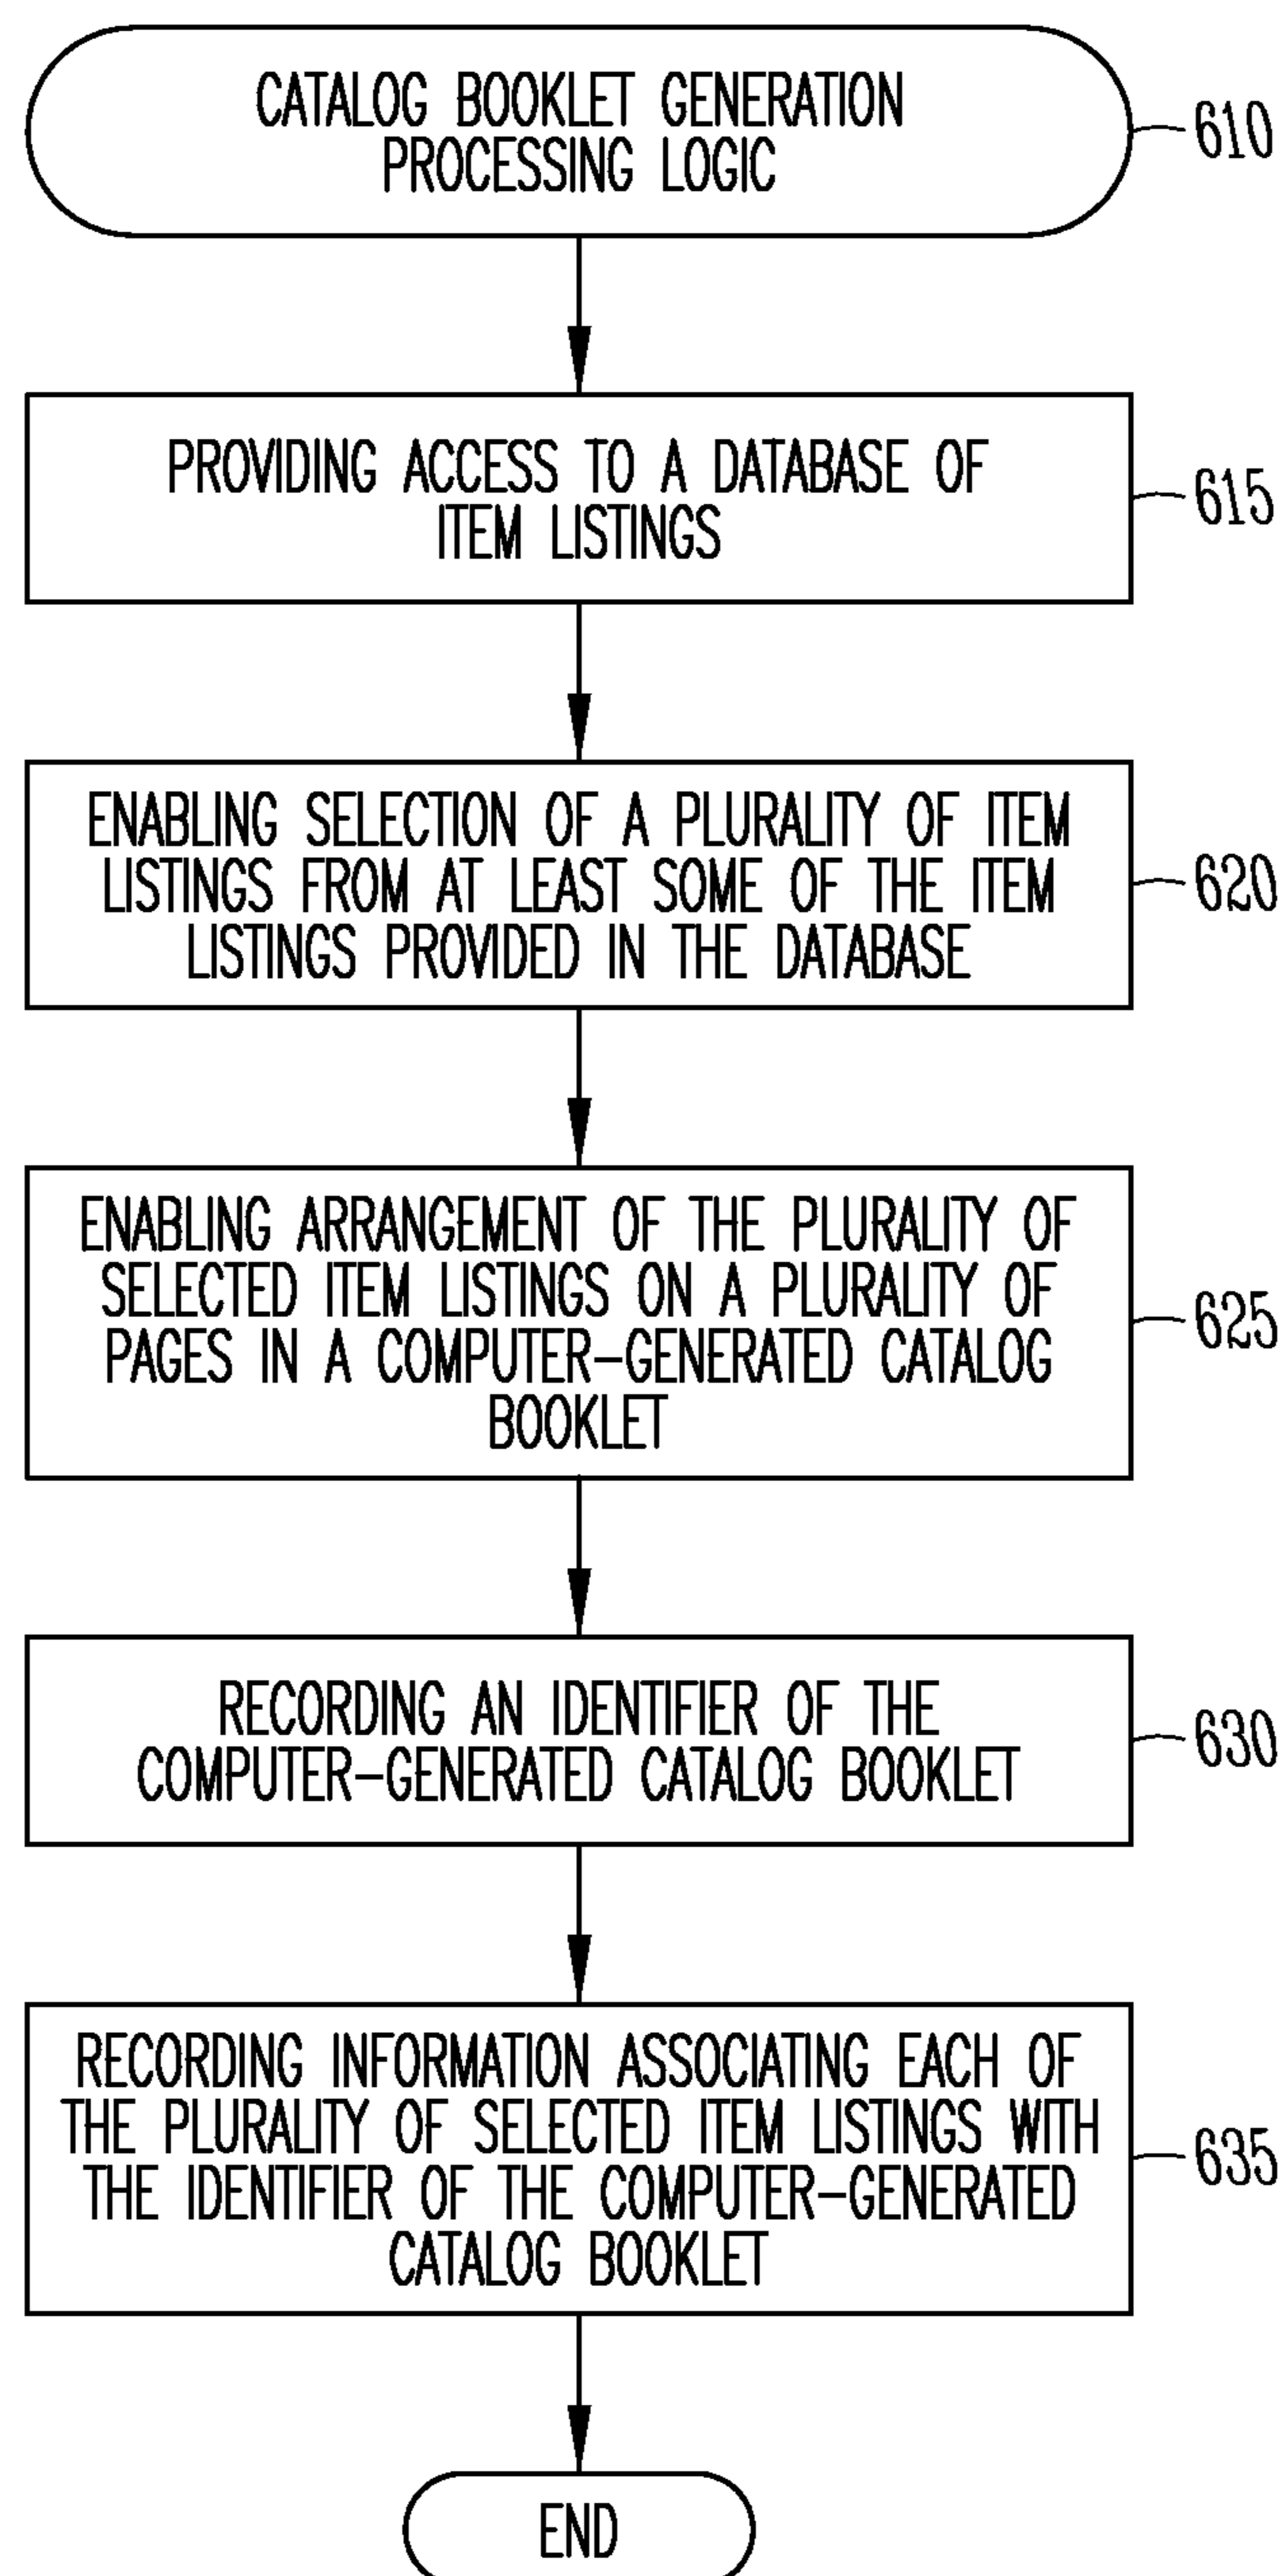 CATALOG BOOKLET GENERATION
PROCESSING LOGIC
610
PROVIDING ACCESS TO A DATABASE OF
ITEM LISTINGS
615
ENABLING SELECTION OF A PLURALITY OF ITEM
LISTINGS FROM AT LEAST SOME OF THE ITEM
LISTINGS PROVIDED IN THE DATABASE
620
ENABLING ARRANGEMENT OF THE PLURALITY OF
SELECTED ITEM LISTINGS ON A PLURALITY OF
PAGES IN A COMPUTER-GENERATED CATALOG
BOOKLET
625
RECORDING AN IDENTIFIER OF THE
COMPUTER-GENERATED CATALOG BOOKLET
630
RECORDING INFORMATION ASSOCIATING EACH OF
THE PLURALITY OF SELECTED ITEM LISTINGS WITH
THE IDENTIFIER OF THE COMPUTER-GENERATED
CATALOG BOOKLET
635
END